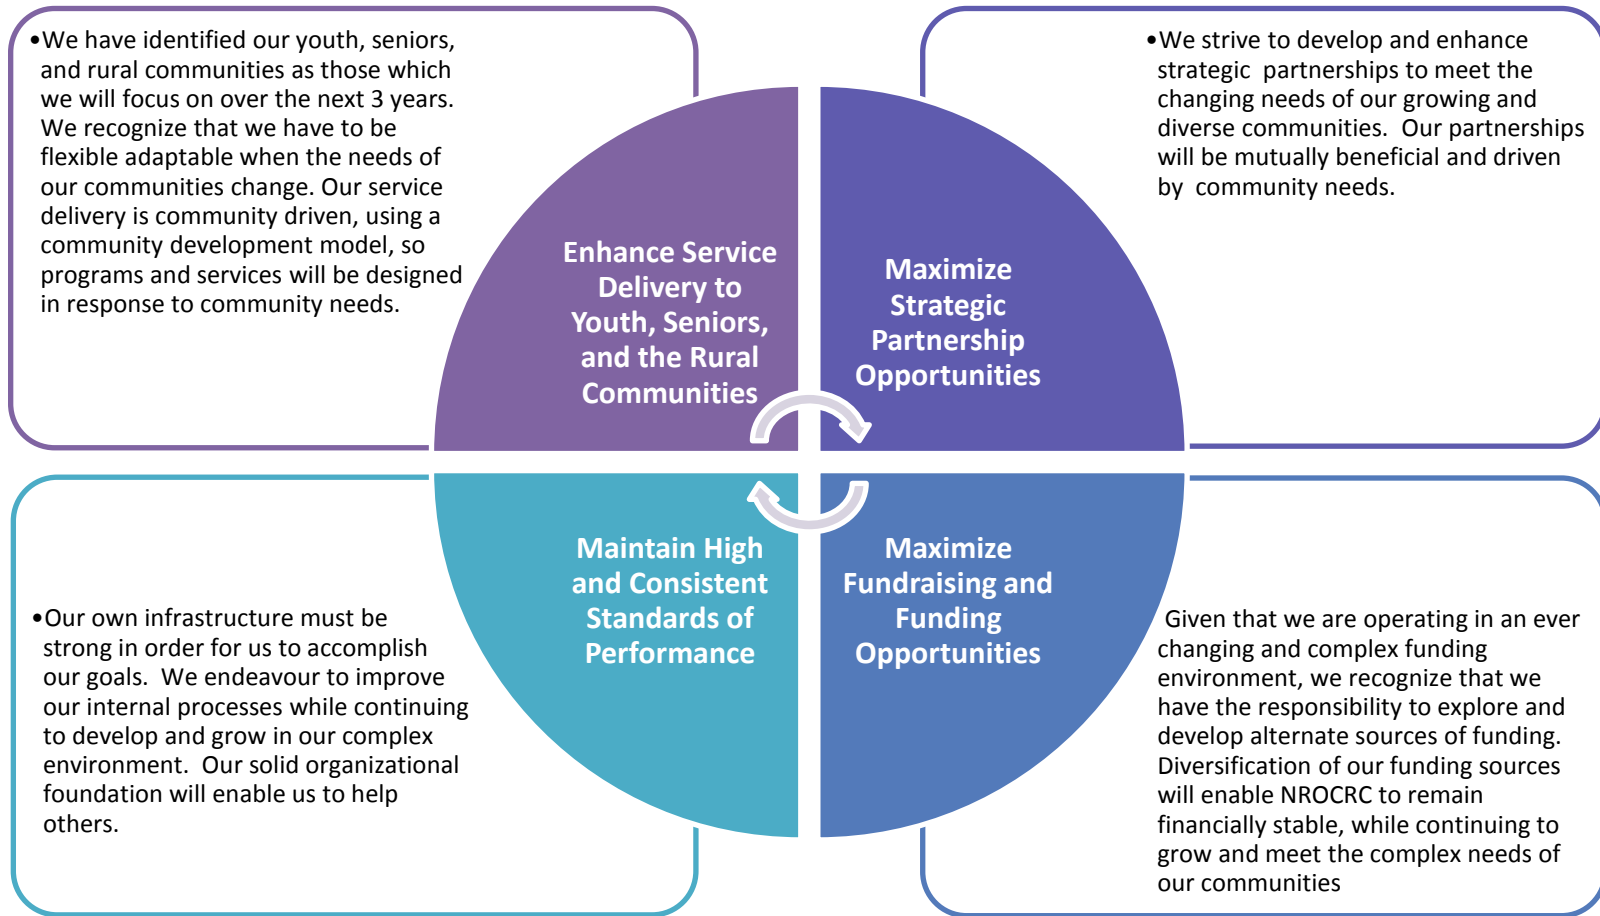 •We have identified our youth, seniors,
and rural communities as those which
we will focus on over the next 3 years.
We recognize that we have to be
flexible adaptable when the needs of
our communities change. Our service
delivery is community driven, using a
community development model, so
programs and services will be designed
in response to community needs.
Enhance Service
Delivery to
Youth, Seniors,
and the Rural
Communities
•We strive to develop and enhance
strategic  partnerships to meet the
changing needs of our growing and
diverse communities.  Our partnerships
will be mutually beneficial and driven
by  community needs.
Maximize
Strategic
Partnership
Opportunities
•Our own infrastructure must be
strong in order for us to accomplish
our goals.  We endeavour to improve
our internal processes while continuing
to develop and grow in our complex
environment.  Our solid organizational
foundation will enable us to help
others.
Maintain High
and Consistent
Standards of
Performance
Maximize
Fundraising and
Funding
Opportunities
Given that we are operating in an ever
changing and complex funding
environment, we recognize that we
have the responsibility to explore and
develop alternate sources of funding.
Diversification of our funding sources
will enable NROCRC to remain
financially stable, while continuing to
grow and meet the complex needs of
our communities